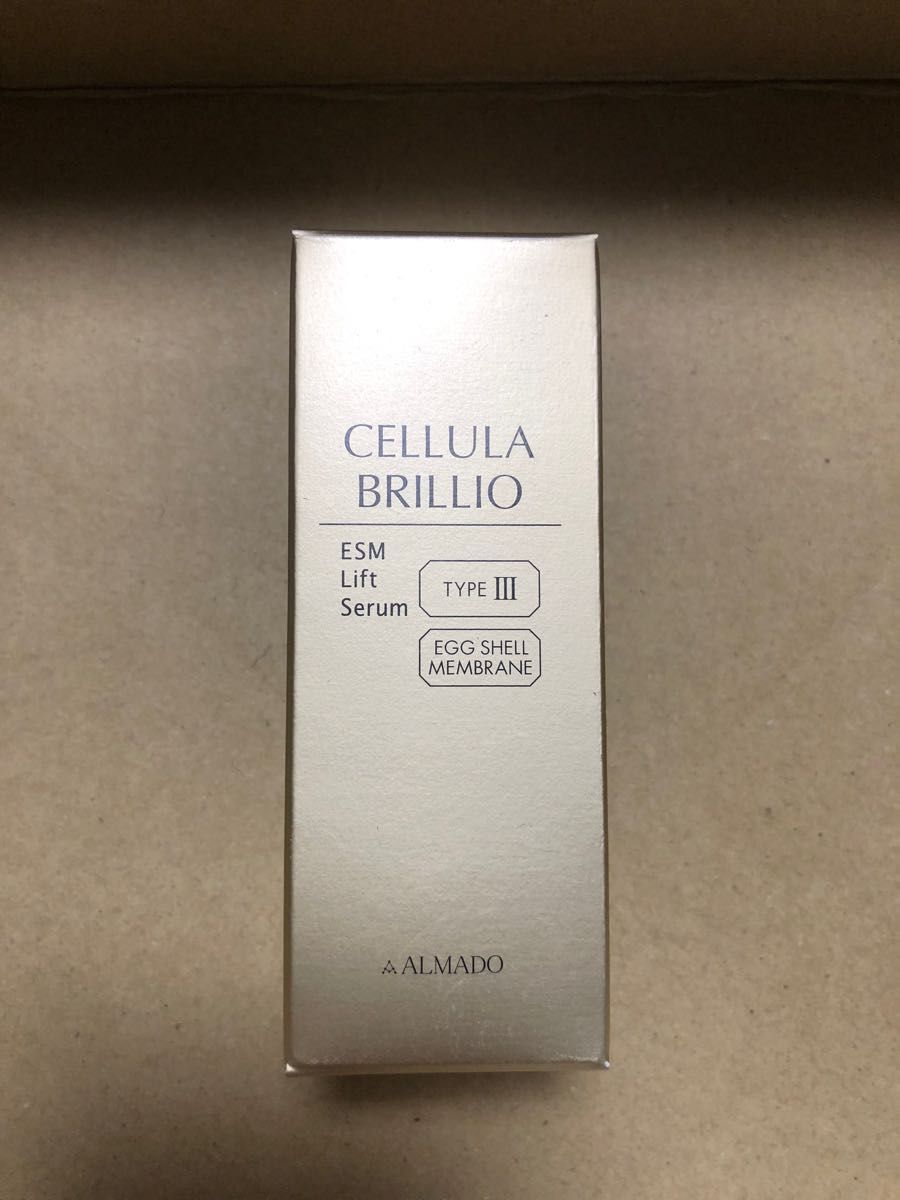 CELLULA
BRILLIO
ESM
Lift
Serum
TYPE III
EGG SHELL
MEMBRANE
ALMADO